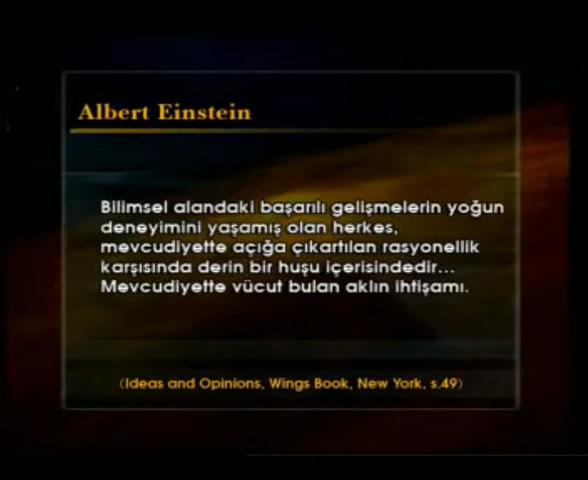 Albert Einstein
Bilimsel alandaki başarılı gelişmelerin yoğun
deneyimini yaşamış olan herkes,
mevcudiyette açığa çıkartılan rasyonellik
karşısında derin bir huşu içerisindedir...
Mevcudiyette vücut bulan aklın ihtişamı.
(Ideas and Opinions, Wings Book, New York, s.49)